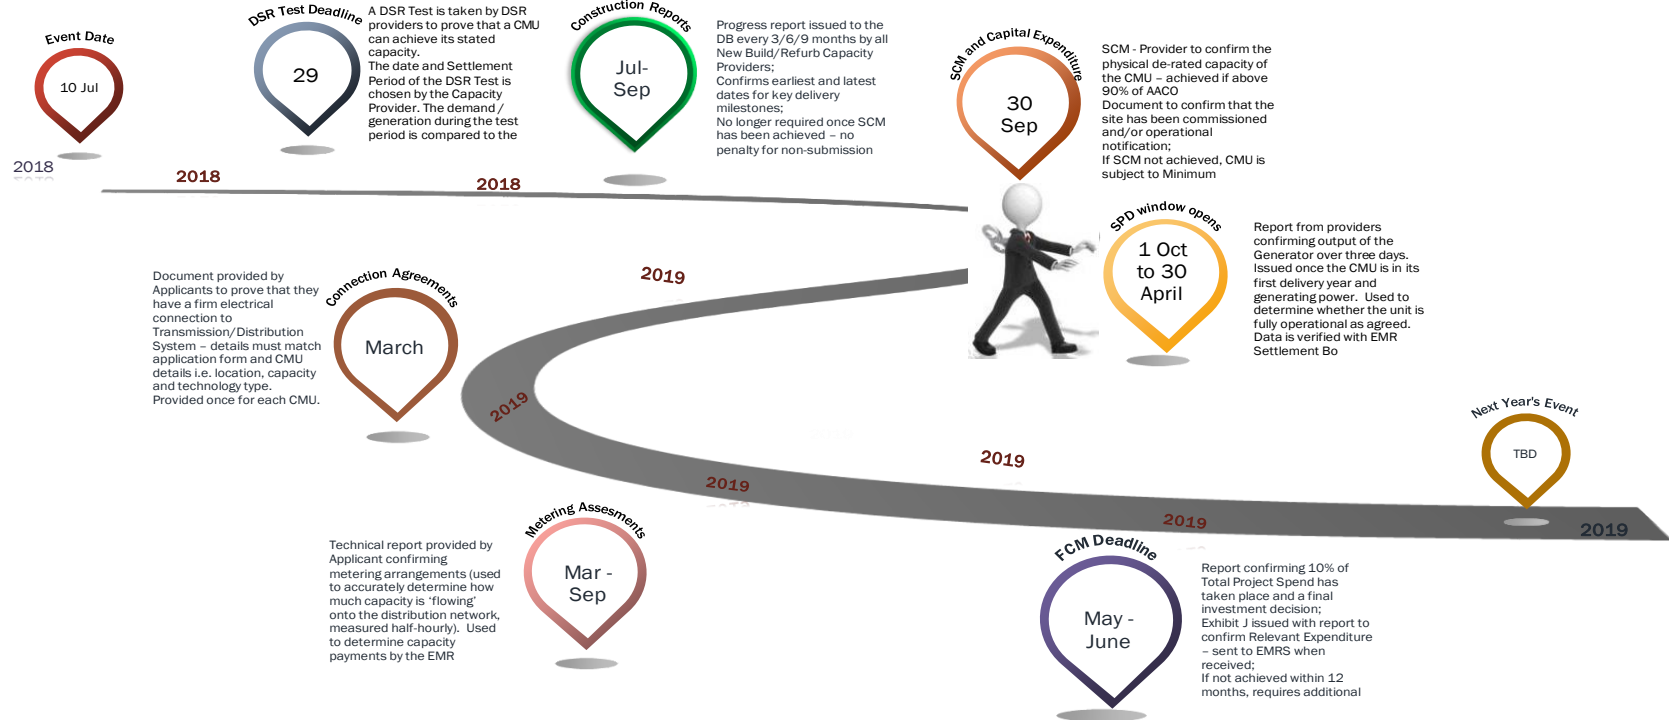 Event Date
10 Jul
2018
DSR Test Deadline
29
A DSR Test is taken by DSR
providers to prove that a CMU
can achieve its stated
capacity.
The date and Settlement
Period of the DSR Test is
chosen by the Capacity
Provider. The demand /
generation during the test
period is compared to the
2018
Construction Reports
Jul-
Sep
Progress report issued to the
DB every 3/6/9 months by all
New Build/Refurb Capacity
Providers;
Confirms earliest and latest
dates for key delivery
milestones;
No longer required once SCM
has been achieved – no
penalty for non-submission
2018
SCM and Capital Expenditure
30
Sep
SCM - Provider to confirm the
physical de-rated capacity of
the CMU – achieved if above
90% of AACO
Document to confirm that the
site has been commissioned
and/or operational
notification;
If SCM not achieved, CMU is
subject to Minimum
SPD window opens
1 Oct
to 30
April
Report from providers
confirming output of the
Generator over three days.
Issued once the CMU is in its
first delivery year and
generating power.  Used to
determine whether the unit is
fully operational as agreed.
Data is verified with EMR
Settlement Bo
2019
Document provided by
Applicants to prove that they
have a firm electrical
connection to
Transmission/Distribution
System – details must match
application form and CMU
details i.e. location, capacity
and technology type.
Provided once for each CMU.
Connection Agreements
March
2019
2019
2019
Next Year's Event
TBD
2019
2019
Technical report provided by
Applicant confirming
metering arrangements (used
to accurately determine how
much capacity is ‘flowing’
onto the distribution network,
measured half-hourly).  Used
to determine capacity
payments by the EMR
Metering Assesments
Mar -
Sep
FCM Deadline
May -
June
Report confirming 10% of
Total Project Spend has
taken place and a final
investment decision;
Exhibit J issued with report to
confirm Relevant Expenditure
– sent to EMRS when
received;
If not achieved within 12
months, requires additional